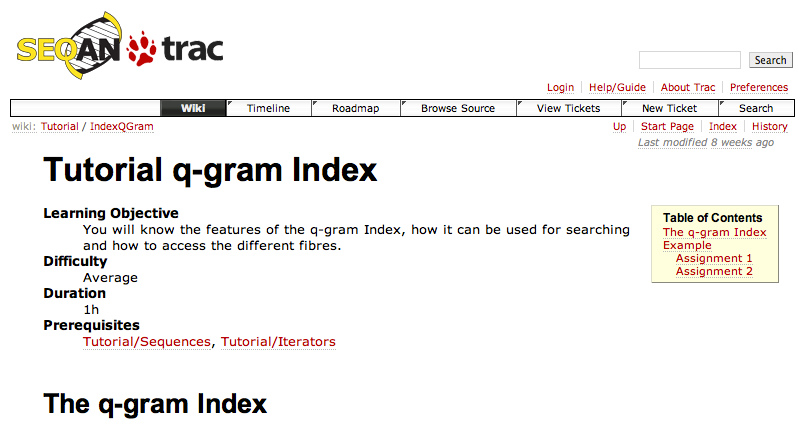 SEQAN trac
Search
Login Help/Guide About Trac Preferences
Wiki Timeline Roadmap Browse Source View Tickets New Ticket Search
wiki: Tutorial / IndexQGram
Up Start Page Index History
Last modified 8 weeks ago
Tutorial q-gram Index
Learning Objective
You will know the features of the q-gram Index, how it can be used for searching
and how to access the different fibres.
Difficulty
Average
Duration
1h
Prerequisites
Tutorial/Sequences, Tutorial/Iterators
Table of Contents
The q-gram Index
Example
Assignment 1
Assignment 2
The q-gram Index